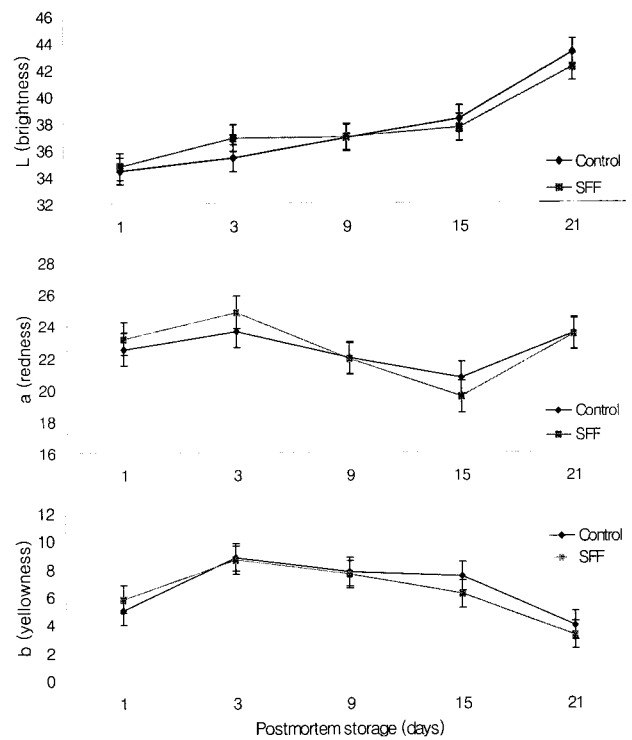 46
44
42
40
38
36
34
32
L (brightness)
Control
SFF
1 3 9 15 21
28
26
24
22
20
18
16
a (redness)
Control
SFF
1 3 9 15 21
12
10
8
6
4
2
0
b (yellowness)
Control
SFF
1 3 9 15 21
Postmortem storage (days)